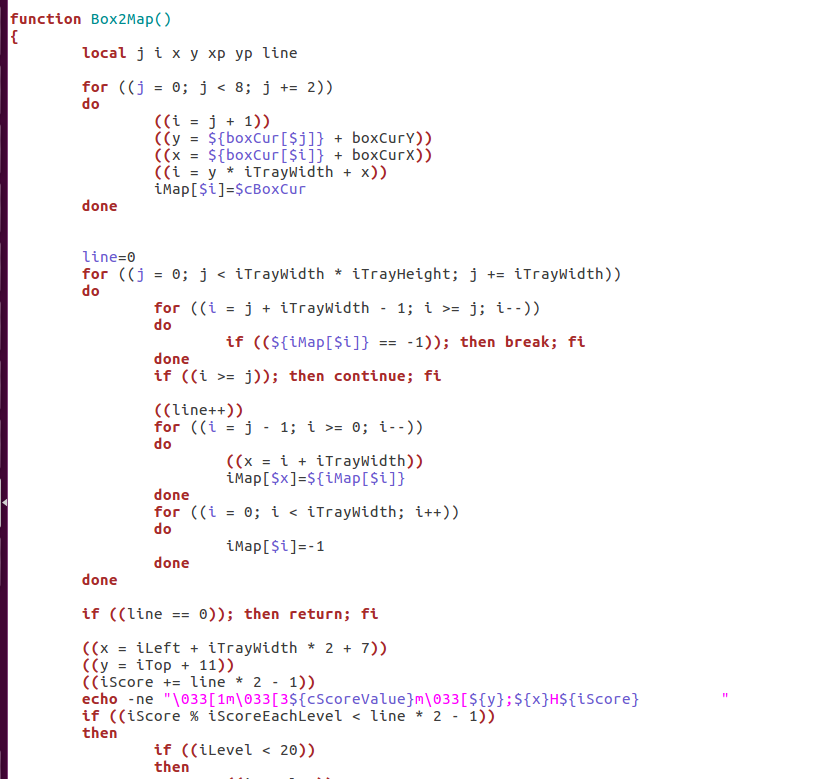 function Box2Map()
{
        local j i x y xp yp line

        for ((j = 0; j < 8; j += 2))
        do
                ((i = j + 1))
                ((y = ${boxCur[$j]} + boxCurY))
                ((x = ${boxCur[$i]} + boxCurX))
                ((i = y * iTrayWidth + x))
                iMap[$i]=$cBoxCur
        done


        line=0
        for ((j = 0; j < iTrayWidth * iTrayHeight; j += iTrayWidth))
        do
                for ((i = j + iTrayWidth - 1; i >= j; i--))
                do
                        if ((${iMap[$i]} == -1)); then break; fi
                done
                if ((i >= j)); then continue; fi

                ((line++))
                for ((i = j - 1; i >= 0; i--))
                do
                        ((x = i + iTrayWidth))
                        iMap[$x]=${iMap[$i]}
                done
                for ((i = 0; i < iTrayWidth; i++))
                do
                        iMap[$i]=-1
                done
        done

        if ((line == 0)); then return; fi

        ((x = iLeft + iTrayWidth * 2 + 7))
        ((y = iTop + 11))
        ((iScore += line * 2 - 1))
        echo -ne "\033[1m\033[3${cScoreValue}m\033[${y};${x}H${iScore}         "
        if ((iScore % iScoreEachLevel < line * 2 - 1))
        then
                if ((iLevel < 20))
                then